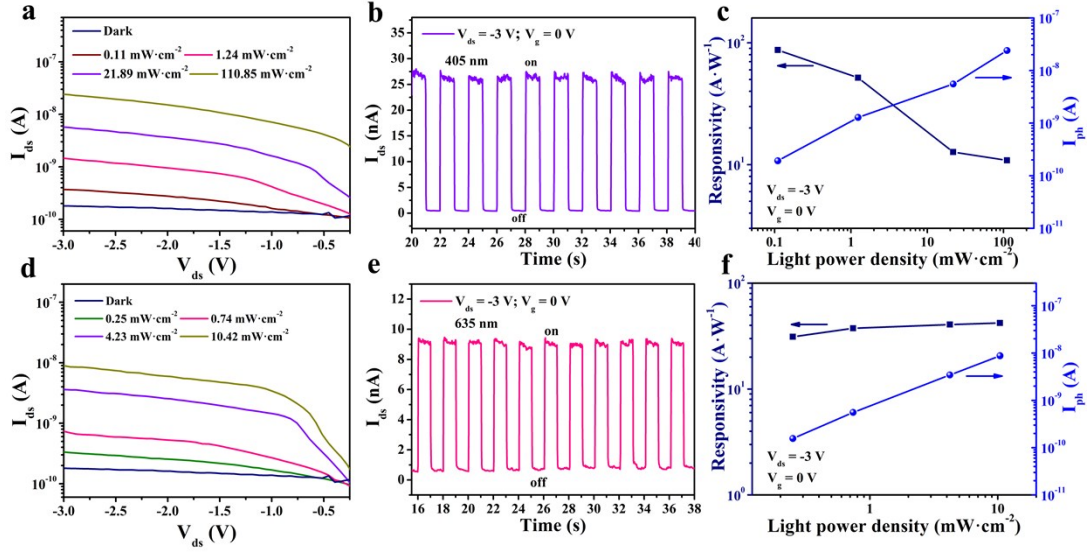 a
I_ds (A)
10⁻⁷
10⁻⁸
10⁻⁹
10⁻¹⁰
Dark
0.11 mW·cm⁻² 1.24 mW·cm⁻²
21.89 mW·cm⁻² 110.85 mW·cm⁻²
-3.0 -2.5 -2.0 -1.5 -1.0 -0.5
V_ds (V)
b
I_ds (nA)
35
30
25
20
15
10
5
0
V_ds = -3 V; V_g = 0 V
405 nm on
off
20 22 24 26 28 30 32 34 36 38 40
Time (s)
c
Responsivity (A·W⁻¹)
10²
10¹
V_ds = -3 V
V_g = 0 V
0.1 1 10 100
Light power density (mW·cm⁻²)
10⁻⁷
10⁻⁸
10⁻⁹
10⁻¹⁰
10⁻¹¹
I_ph (A)
d
I_ds (A)
10⁻⁷
10⁻⁸
10⁻⁹
10⁻¹⁰
Dark
0.25 mW·cm⁻² 0.74 mW·cm⁻²
4.23 mW·cm⁻² 10.42 mW·cm⁻²
-3.0 -2.5 -2.0 -1.5 -1.0 -0.5
V_ds (V)
e
I_ds (nA)
12
10
8
6
4
2
0
V_ds = -3 V; V_g = 0 V
635 nm on
off
16 18 20 22 24 26 28 30 32 34 36 38
Time (s)
f
Responsivity (A·W⁻¹)
10²
10¹
10⁰
V_ds = -3 V
V_g = 0 V
1 10
Light power density (mW·cm⁻²)
10⁻⁷
10⁻⁸
10⁻⁹
10⁻¹⁰
10⁻¹¹
I_ph (A)